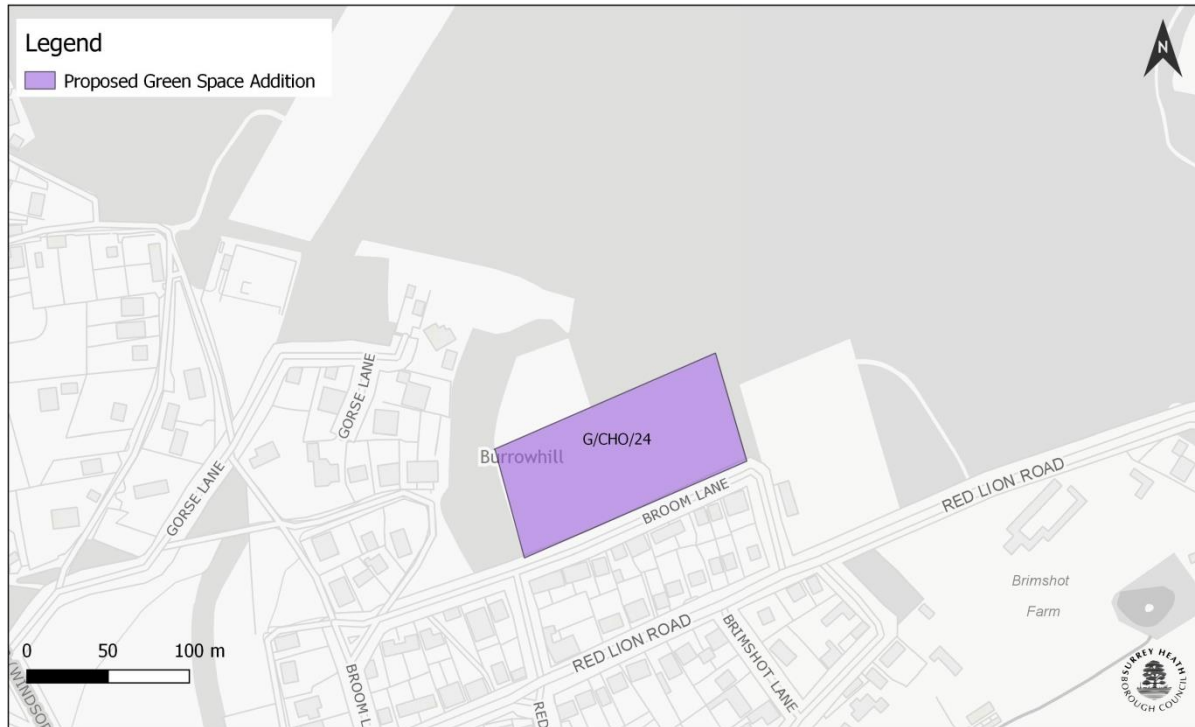 Legend
Proposed Green Space Addition
N
GORSE LANE
G/CHO/24
Burrowhill
GORSE LANE
BROOM LANE
RED LION ROAD
Brimshot
Farm
RED LION ROAD
BRIMSHOT LANE
0 50 100 m
BROOM L
RED
WINDSOR
SURREY HEATH
BOROUGH COUNCIL